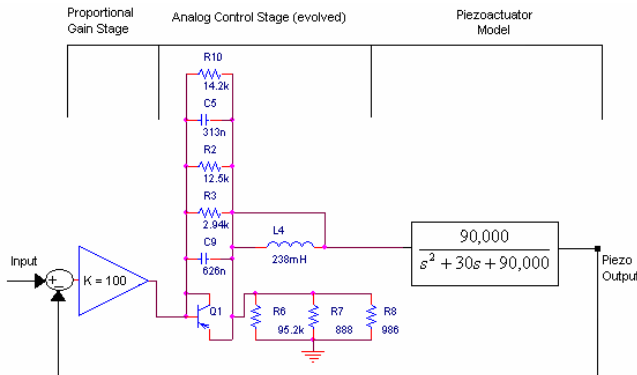 Proportional
Gain Stage
Analog Control Stage (evolved)
Piezoactuator
Model
R10
14.2k
C5
313n
R2
12.5k
R3
2.94k
L4
238mH
C9
626n
90,000
s² + 30s + 90,000
Input
+
−
K = 100
Piezo
Output
Q1
R6
95.2k
R7
888
R8
986